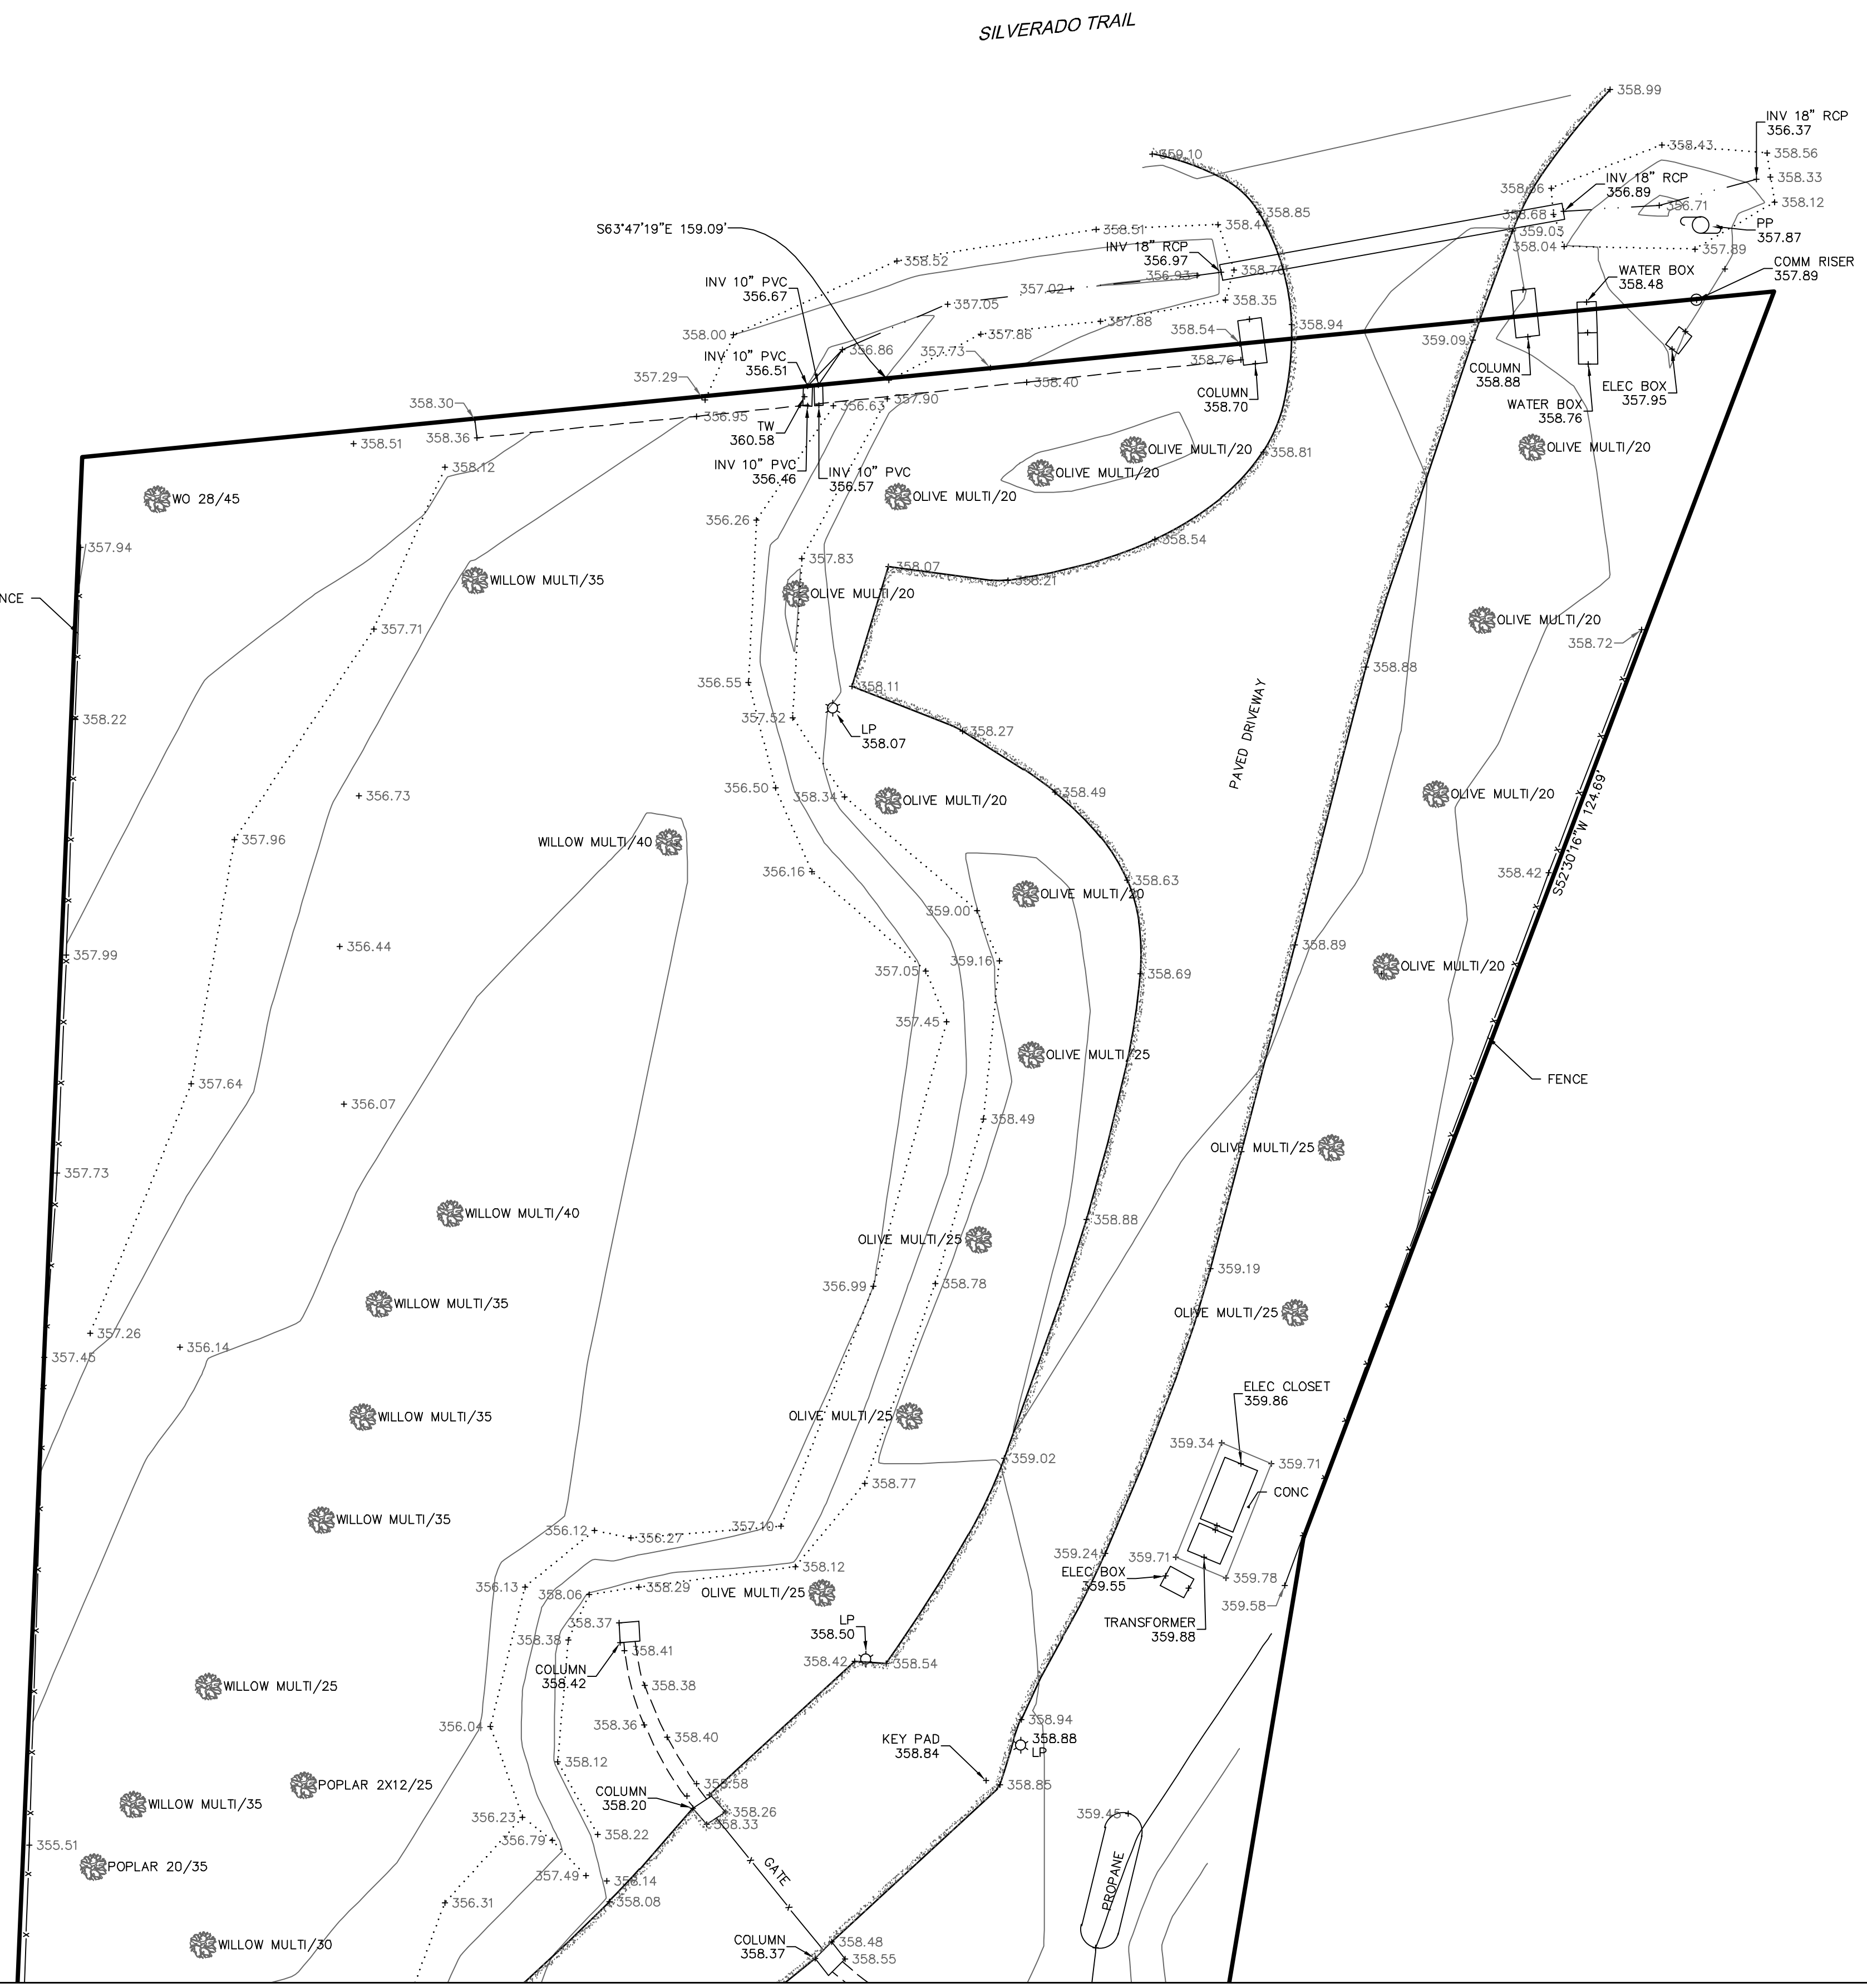 SILVERADO TRAIL
358.99
INV 18" RCP
356.37
359.10
358.43
358.56
358.33
INV 18" RCP
356.89
358.12
358.85
358.68
356.71
PP
357.87
S63°47'19"E 159.09'
358.51
358.44
359.03
358.04
357.89
INV 18" RCP
356.97
358.52
356.93
COMM RISER
357.89
WATER BOX
358.48
INV 10" PVC
356.67
357.02
357.05
358.35
358.00
357.86
357.88
358.54
358.94
359.09
INV 10" PVC
356.51
356.86
357.73
358.76
COLUMN
358.88
357.29
358.40
COLUMN
358.70
WATER BOX
358.76
ELEC BOX
357.95
358.30
357.90
356.95
356.63
358.36
TW
360.58
358.51
358.12
INV 10" PVC
356.46
INV 10" PVC
356.57
OLIVE MULTI/20
OLIVE MULTI/20
358.81
OLIVE MULTI/20
WO 28/45
OLIVE MULTI/20
356.26
357.94
358.54
357.83
358.07
WILLOW MULTI/35
358.21
NCE
OLIVE MULTI/20
OLIVE MULTI/20
357.71
358.72
358.88
356.55
358.11
358.22
357.52
LP
358.07
358.27
PAVED DRIVEWAY
356.50
358.34
358.49
356.73
OLIVE MULTI/20
OLIVE MULTI/20
S52°30'16"W 124.69'
357.96
WILLOW MULTI/40
356.16
358.63
358.42
OLIVE MULTI/20
359.00
356.44
357.99
359.16
358.89
357.05
358.69
OLIVE MULTI/20
357.45
OLIVE MULTI/25
357.64
FENCE
356.07
358.49
OLIVE MULTI/25
357.73
WILLOW MULTI/40
358.88
OLIVE MULTI/25
359.19
356.99
358.78
WILLOW MULTI/35
OLIVE MULTI/25
357.26
356.14
357.45
ELEC CLOSET
359.86
WILLOW MULTI/35
OLIVE MULTI/25
359.34
359.02
359.71
358.77
CONC
WILLOW MULTI/35
357.10
356.12
356.27
359.24
359.71
358.12
ELEC BOX
359.55
359.78
356.13
358.06
358.29
OLIVE MULTI/25
359.58
358.37
LP
358.50
TRANSFORMER
359.88
358.38
358.41
358.42
358.54
COLUMN
358.42
WILLOW MULTI/25
358.38
356.04
358.36
358.94
358.40
KEY PAD
358.84
358.88
LP
358.12
POPLAR 2X12/25
358.58
358.85
COLUMN
358.20
WILLOW MULTI/35
358.26
359.45
356.23
358.33
358.22
356.79
355.51
POPLAR 20/35
GATE
357.49
358.14
PROPANE
356.31
358.08
WILLOW MULTI/30
COLUMN
358.37
358.48
358.55